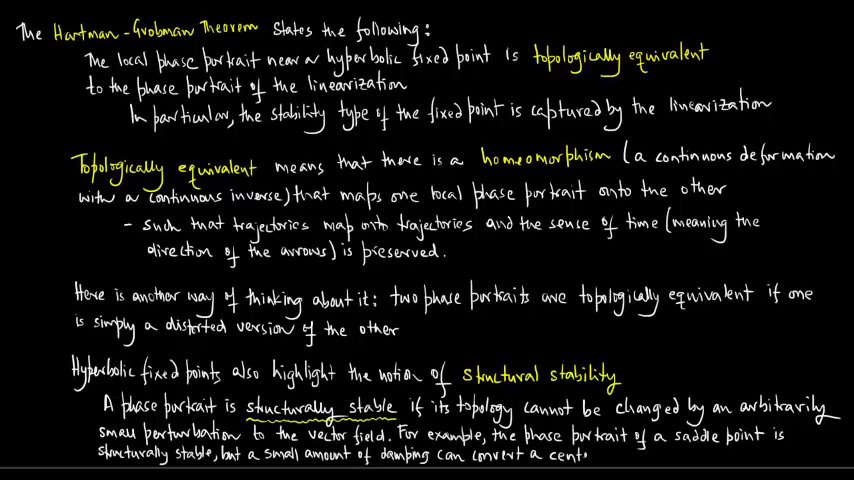 The Hartman-Grobman Theorem states the following:
The local phase portrait near a hyperbolic fixed point is topologically equivalent
to the phase portrait of the linearization
In particular, the stability type of the fixed point is captured by the linearization
Topologically equivalent means that there is a homeomorphism (a continuous deformation
with a continuous inverse) that maps one local phase portrait onto the other
- such that trajectories map onto trajectories and the sense of time (meaning the
direction of the arrows) is preserved.
Here is another way of thinking about it: two phase portraits are topologically equivalent if one
is simply a distorted version of the other
Hyperbolic fixed points also highlight the notion of structural stability
A phase portrait is structurally stable if its topology cannot be changed by an arbitrarily
small perturbation to the vector field. For example, the phase portrait of a saddle point is
structurally stable, but a small amount of damping can convert a cent